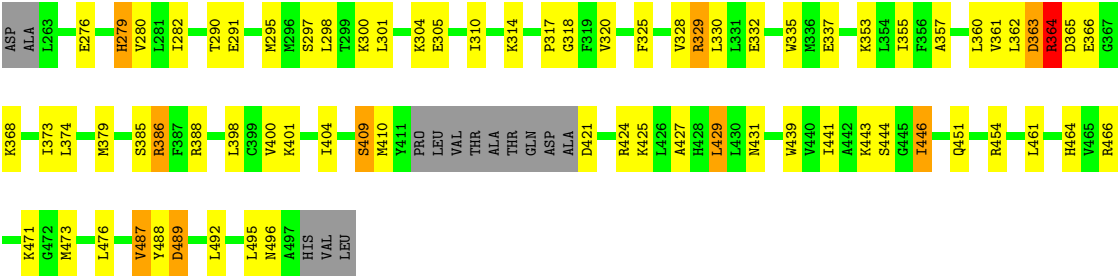 ASP ALA L263 E276 H279 V280 L281 I282 T290 E291 M295 M296 S297 L298 T299 K300 L301 K304 E305 I310 K314 P317 G318 F319 V320 F325 V328 R329 L330 L331 E332 W335 M336 E337 K353 L354 I355 F356 A357 L360 V361 L362 D363 R364 D365 E366 G367
K368 I373 L374 M379 S385 R386 F387 R388 L398 C399 V400 K401 I404 S409 M410 Y411 PRO LEU VAL THR ALA THR GLN ASP ALA D421 R424 K425 L426 A427 H428 L429 L430 N431 W439 V440 I441 A442 K443 S444 G445 I446 Q451 R454 L461 H464 V465 R466
K471 G472 M473 L476 V487 Y488 D489 L492 L495 N496 A497 HIS VAL LEU